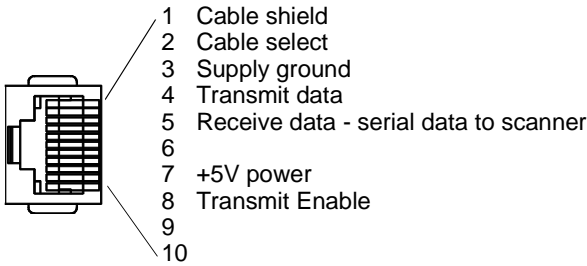 1 Cable shield
2 Cable select
3 Supply ground
4 Transmit data
5 Receive data - serial data to scanner
6
7 +5V power
8 Transmit Enable
9
10